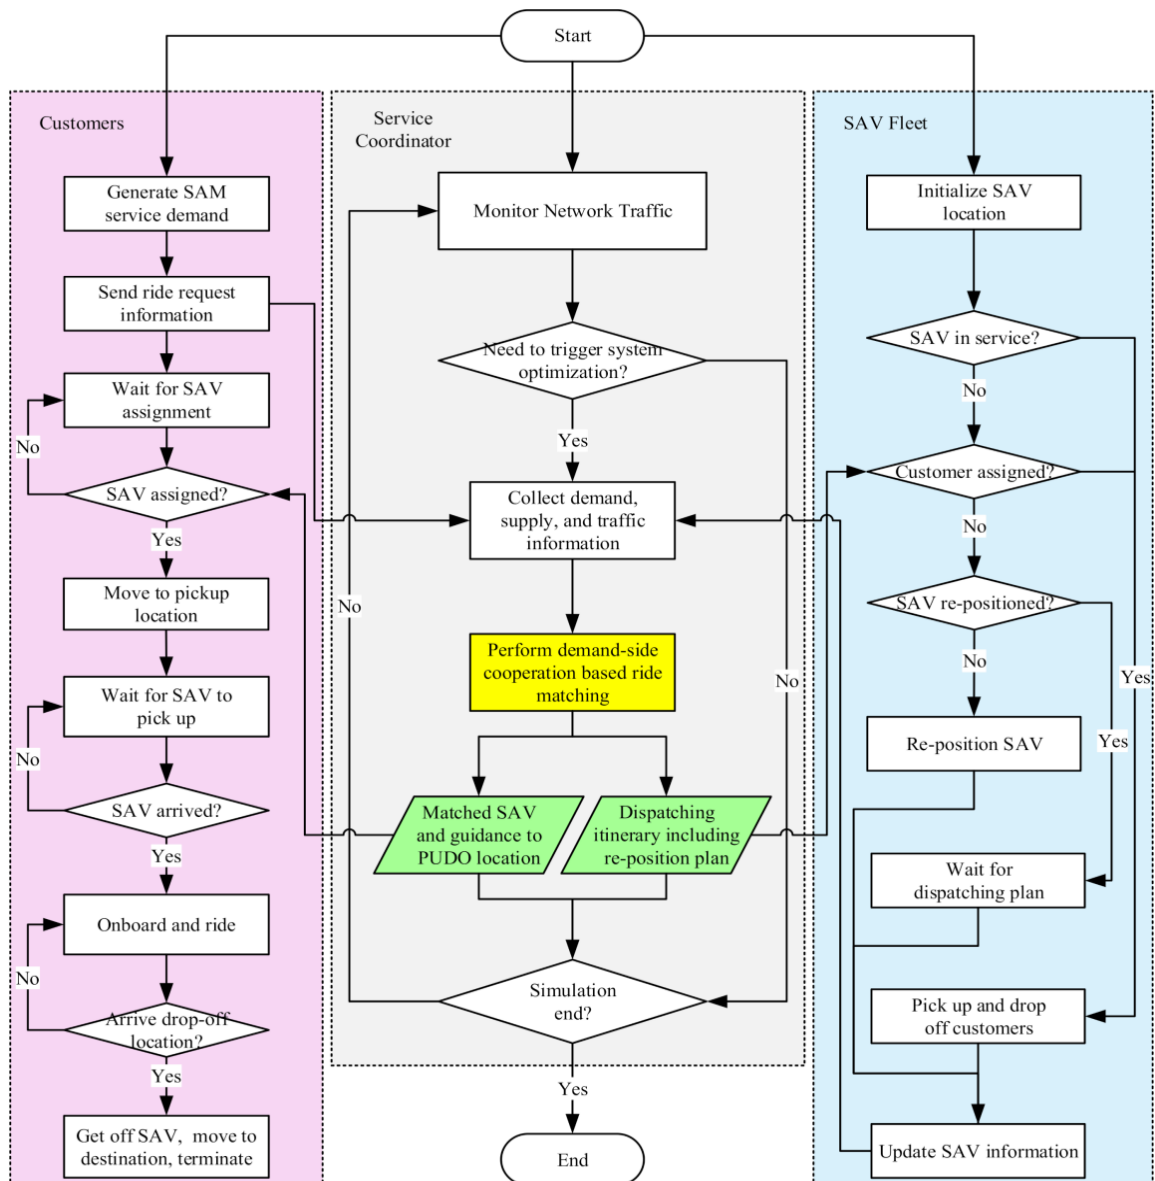 Start
Customers
Generate SAM
service demand
Send ride request
information
Wait for SAV
assignment
No
SAV assigned?
Yes
Move to pickup
location
Wait for SAV to
pick up
No
SAV arrived?
Yes
Onboard and ride
No
Arrive drop-off
location?
Yes
Get off SAV, move to
destination, terminate
Service
Coordinator
Monitor Network Traffic
Need to trigger system
optimization?
Yes
Collect demand,
supply, and traffic
information
No
Perform demand-side
cooperation based ride
matching
No
Matched SAV
and guidance to
PUDO location
Dispatching
itinerary including
re-position plan
Simulation
end?
Yes
End
SAV Fleet
Initialize SAV
location
SAV in service?
No
Customer assigned?
No
SAV re-positioned?
No
Yes
Re-position SAV
Yes
Wait for
dispatching plan
Pick up and drop
off customers
Update SAV information